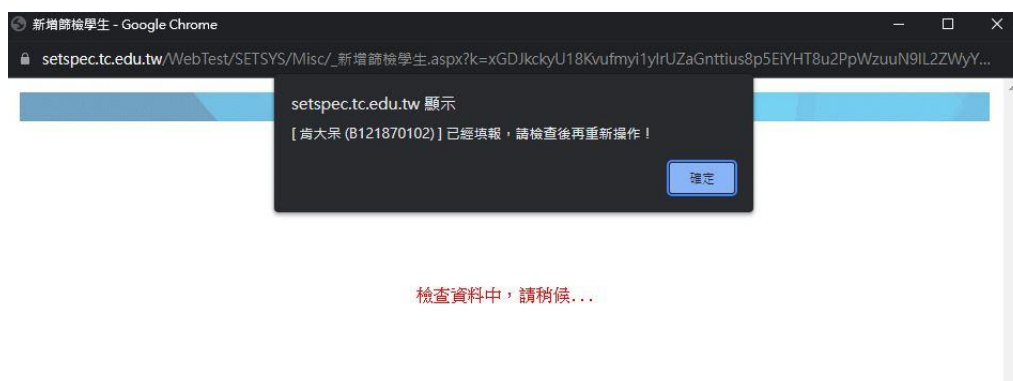 新增篩檢學生 - Google Chrome
setspec.tc.edu.tw/WebTest/SETSYS/Misc/_新增篩檢學生.aspx?k=xGDJkckyU18Kvufmyi1ylrUZaGnttius8p5EiYHT8u2PpWzuuN9IL2ZWyY...
setspec.tc.edu.tw 顯示
[ 肯大呆 (B121870102) ] 已經填報，請檢查後再重新操作！
確定
檢查資料中，請稍候...